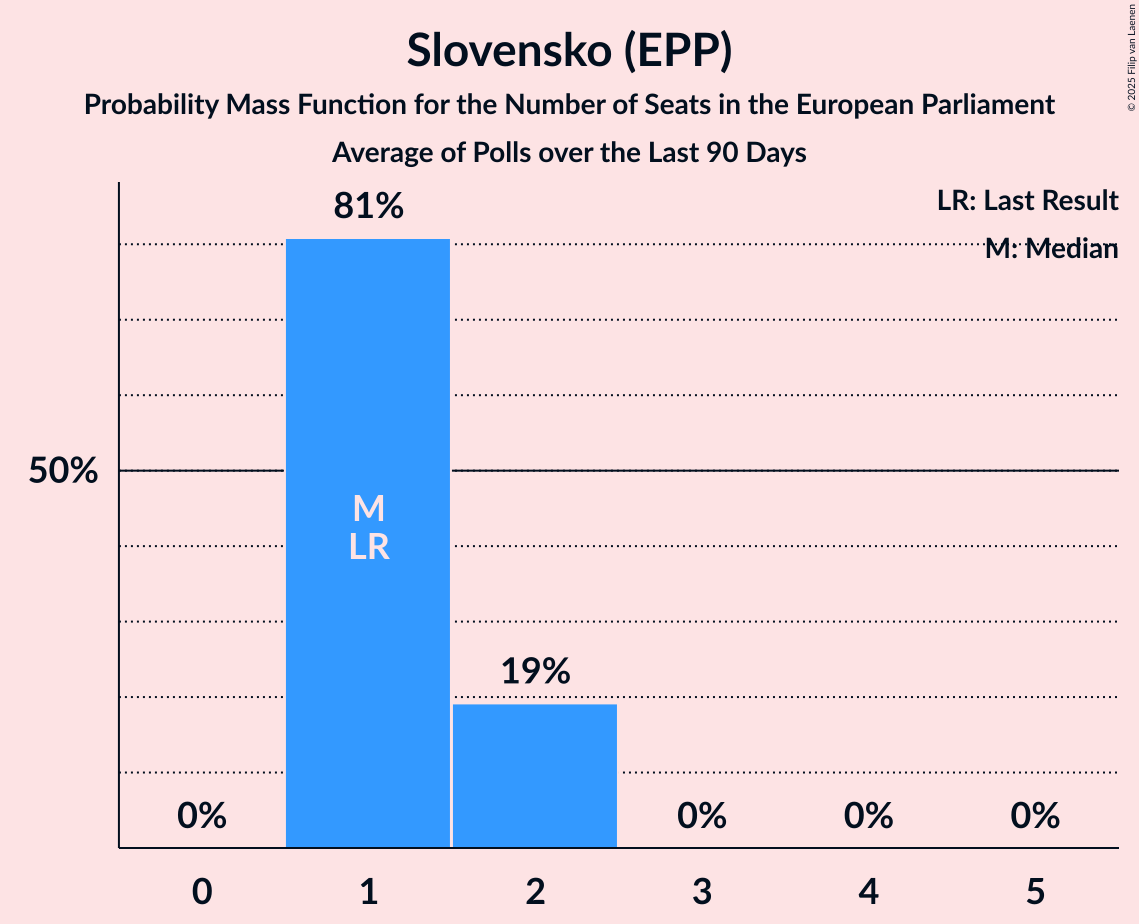 Slovensko (EPP)
Probability Mass Function for the Number of Seats in the European Parliament
Average of Polls over the Last 90 Days
© 2025 Filip van Laenen
LR: Last Result
M: Median
81%
50%
M
LR
19%
0%
0%
0%
0%
0
1
2
3
4
5